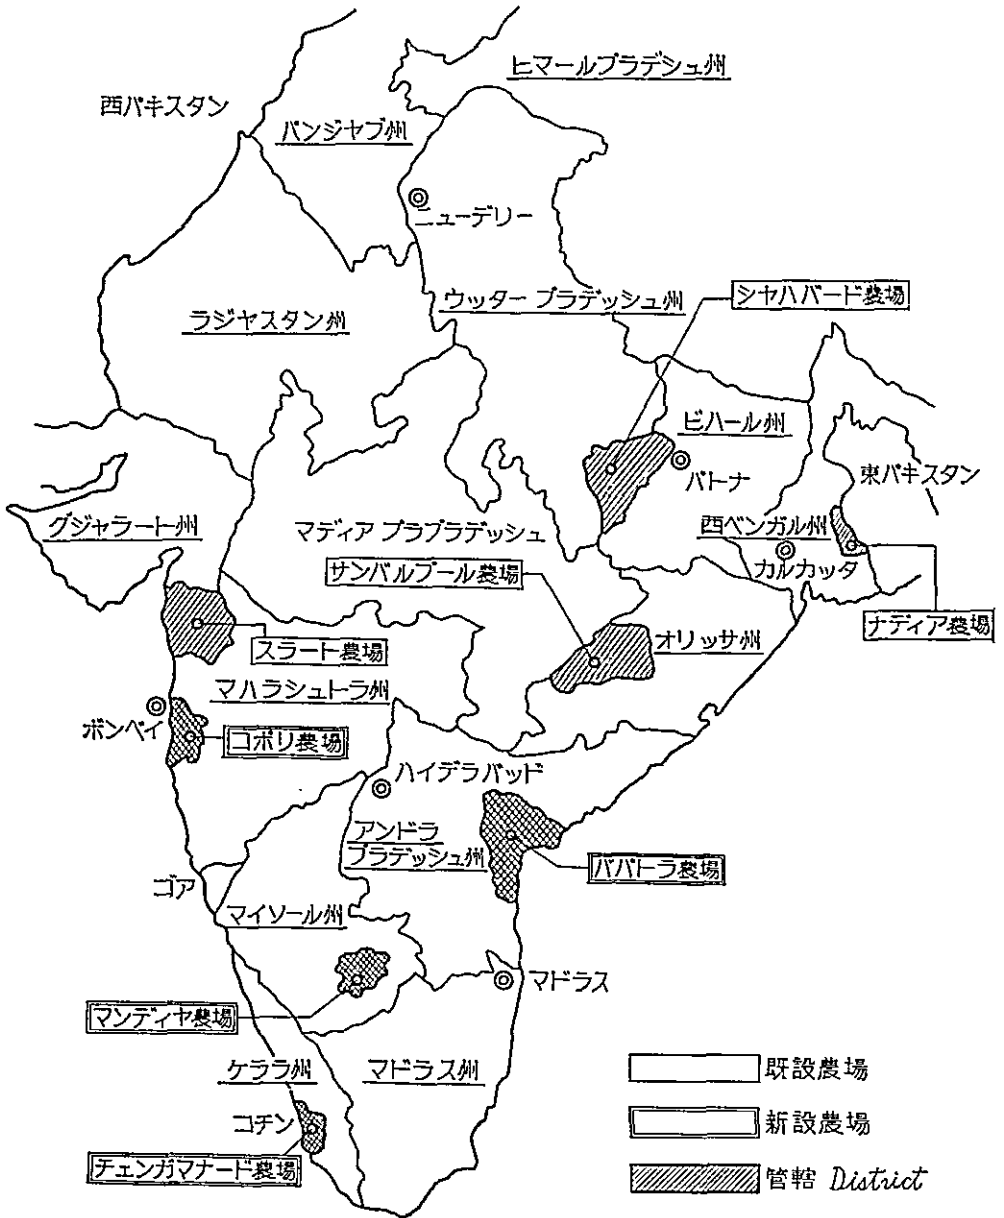 ヒマールプラデシュ州
西パキスタン
パンジャブ州
ニューデリー
ウッター プラデッシュ州
シャハバード農場
ラジャスタン州
ビハール州
パトナ
東パキスタン
グジャラート州
マディア プラプラデッシュ
西ベンガル州
カルカッタ
サンバルプール農場
ナディア農場
スラート農場
オリッサ州
マハラシュトラ州
ボンベイ
コポリ農場
ハイデラバッド
アンドラ
プラデッシュ州
バパトラ農場
ゴア
マイソール州
マドラス
マンディヤ農場
ケララ州
マドラス州
既設農場
コチン
新設農場
チェンガマナード農場
管轄 District